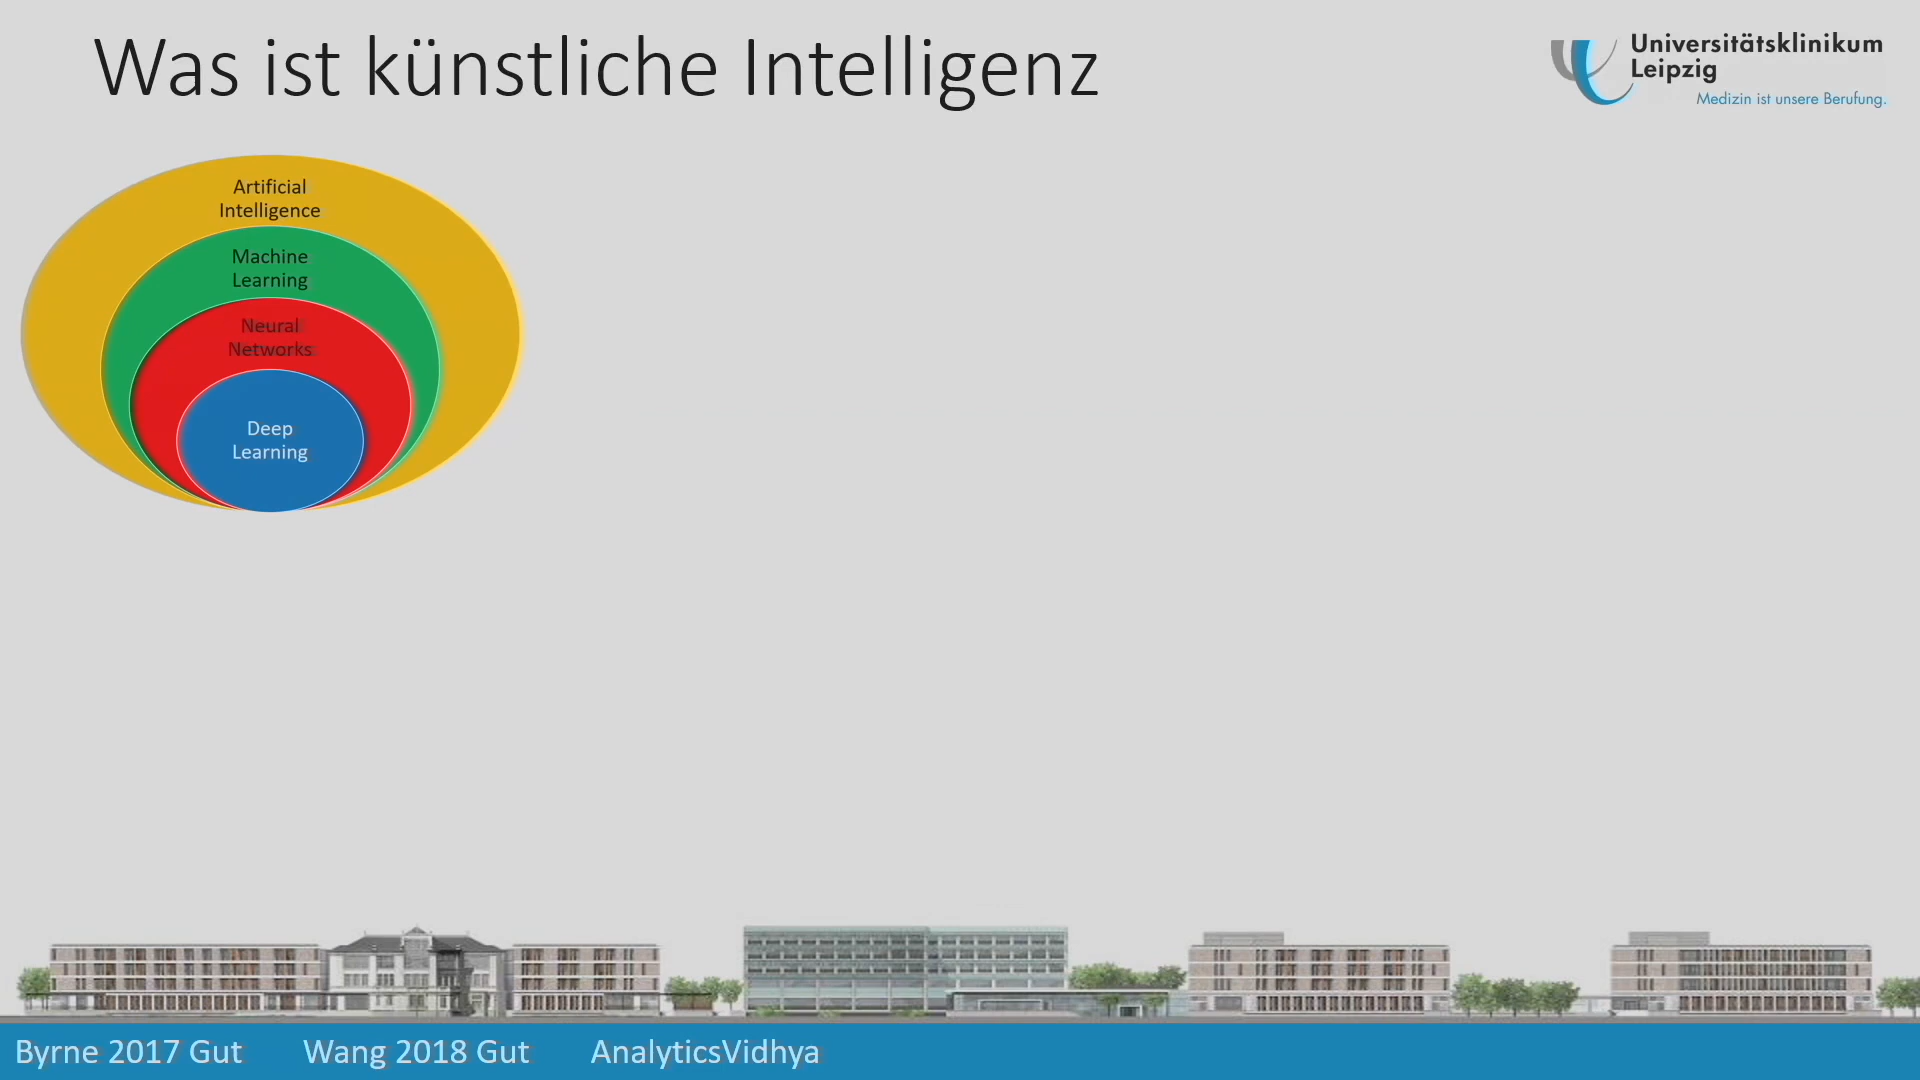 Was ist künstliche Intelligenz
Universitätsklinikum
Leipzig
Medizin ist unsere Berufung.
Artificial
Intelligence
Machine
Learning
Neural
Networks
Deep
Learning
Byrne 2017 Gut Wang 2018 Gut AnalyticsVidhya